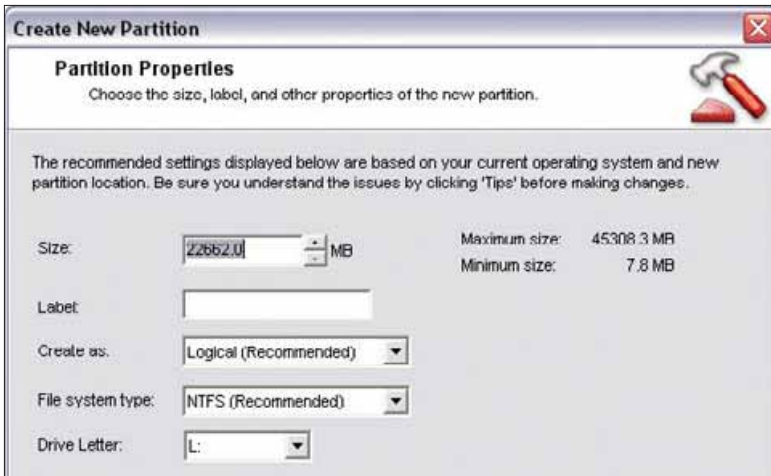 Create New Partition
Partition Properties
Choose the size, label, and other properties of the new partition.
The recommended settings displayed below are based on your current operating system and new
partition location. Be sure you understand the issues by clicking 'Tips' before making changes.
Size: 22662.0 MB
Maximum size: 45308.3 MB
Minimum size: 7.8 MB
Label:
Create as: Logical (Recommended)
File system type: NTFS (Recommended)
Drive Letter: L: